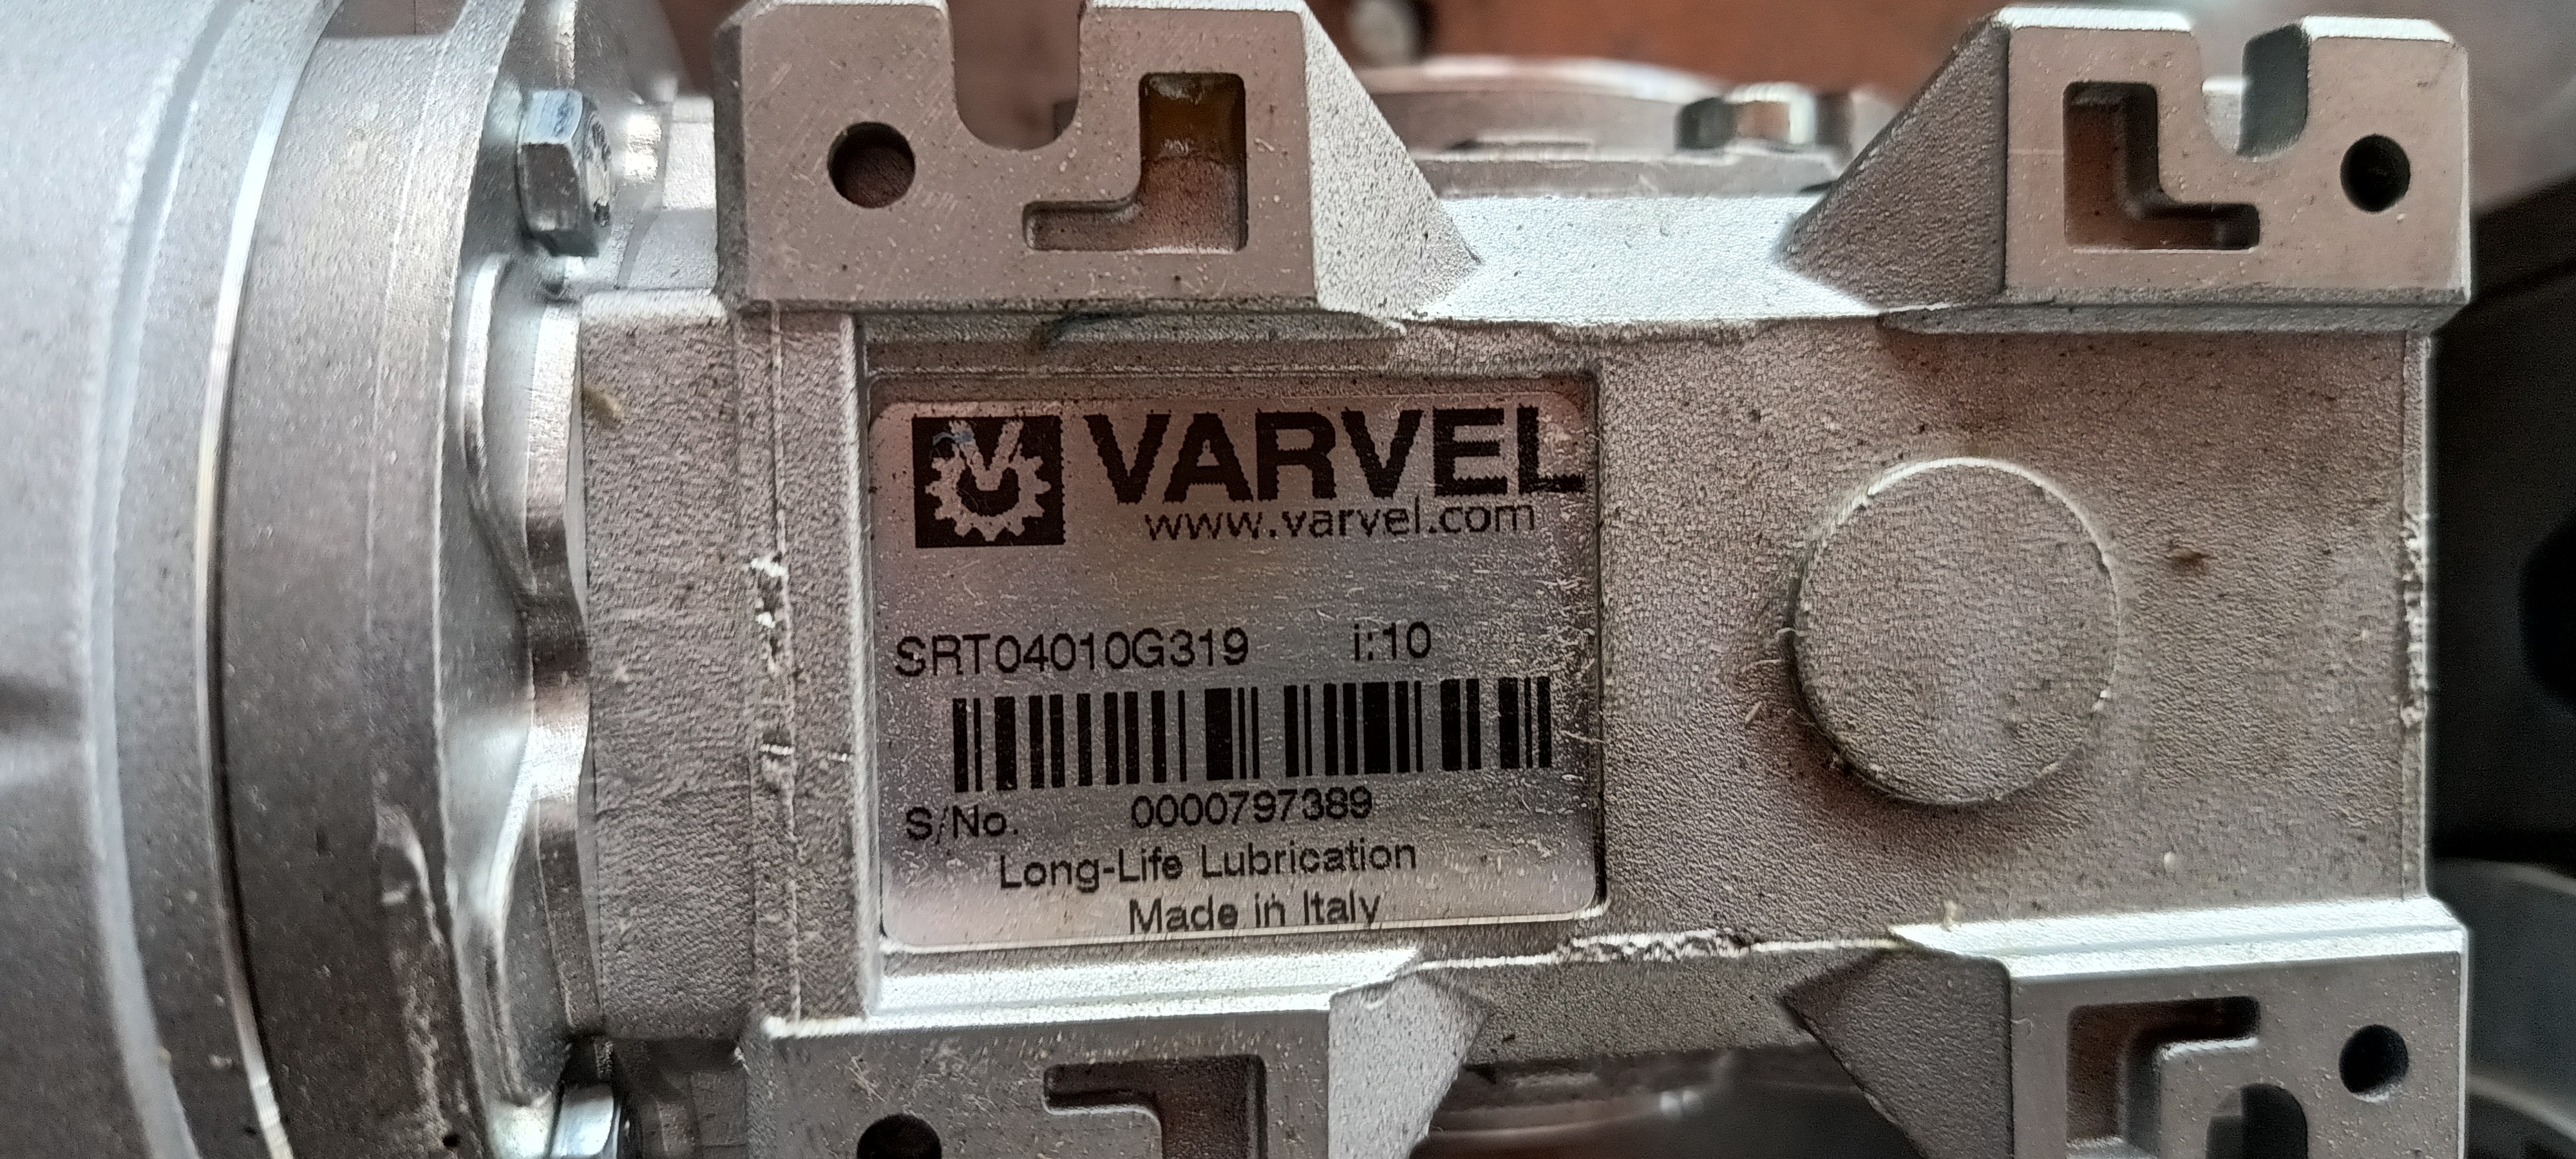 VARVEL
www.varvel.com
SRT04010G319 i:10
S/No. 0000797389
Long-Life Lubrication
Made in Italy